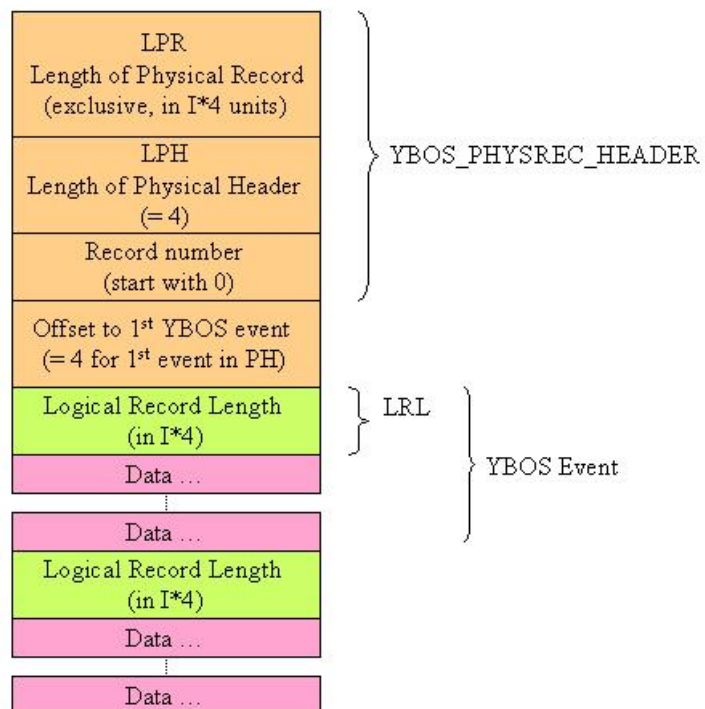 LPR
Length of Physical Record
(exclusive, in I*4 units)
LPH
Length of Physical Header
(= 4)
Record number
(start with 0)
Offset to 1st YBOS event
(= 4 for 1st event in PH)
YBOS_PHYSREC_HEADER
Logical Record Length
(in I*4)
LRL
Data ...
YBOS Event
Data ...
Logical Record Length
(in I*4)
Data ...
Data ...